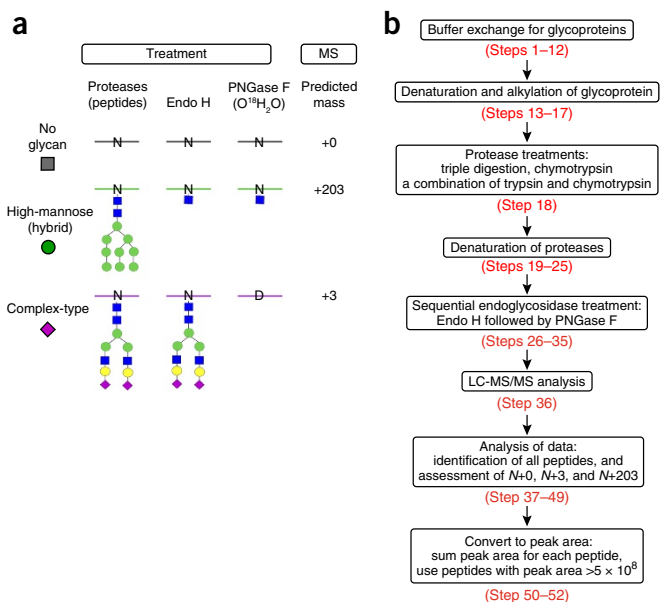 a
Treatment
MS
Proteases
(peptides)
Endo H
PNGase F
(O¹⁸H₂O)
Predicted
mass
No
glycan
N
N
N
+0
High-mannose
(hybrid)
N
N
N
+203
Complex-type
N
N
D
+3
b
Buffer exchange for glycoproteins
(Steps 1–12)
Denaturation and alkylation of glycoprotein
(Steps 13–17)
Protease treatments:
triple digestion, chymotrypsin
a combination of trypsin and chymotrypsin
(Step 18)
Denaturation of proteases
(Steps 19–25)
Sequential endoglycosidase treatment:
Endo H followed by PNGase F
(Steps 26–35)
LC-MS/MS analysis
(Step 36)
Analysis of data:
identification of all peptides, and
assessment of N+0, N+3, and N+203
(Step 37–49)
Convert to peak area:
sum peak area for each peptide,
use peptides with peak area >5 × 10⁸
(Step 50–52)